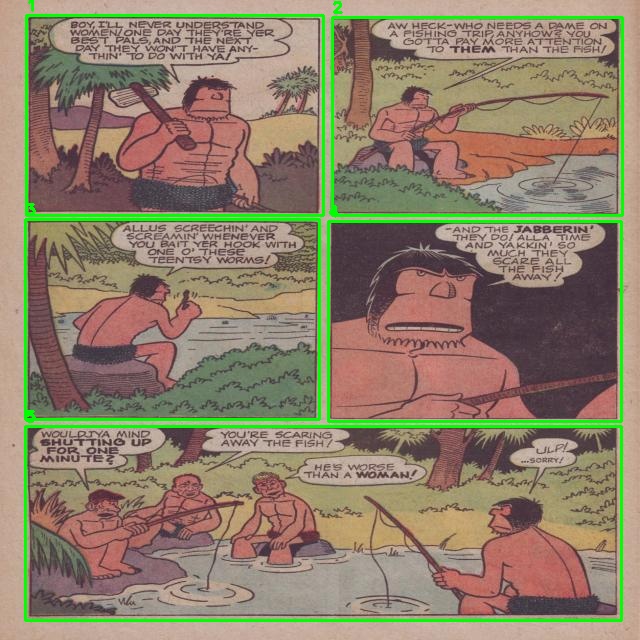 1
BOY, I'LL NEVER UNDERSTAND
WOMEN! ONE DAY THEY'RE YER
BEST PALS, AND THE NEXT
DAY THEY WON'T HAVE ANY-
THIN' TO DO WITH YA!
2
AW HECK-WHO NEEDS A DAME ON
A FISHING TRIP, ANYHOW? YOU
GOTTA PAY MORE ATTENTION
TO THEM THAN THE FISH!
3
ALLUS SCREECHIN' AND
SCREAMIN' WHENEVER
YOU BAIT YER HOOK WITH
ONE O' THESE
TEENTSY WORMS!
-AND THE JABBERIN'
THEY DO! ALLA TIME
AND YAKKIN' SO
MUCH THEY
SCARE ALL
THE FISH
AWAY!
5
WOULDJYA MIND
SHUTTING UP
FOR ONE
MINUTE?
YOU'RE SCARING
AWAY THE FISH!
HE'S WORSE
THAN A WOMAN!
ULP!
...SORRY!